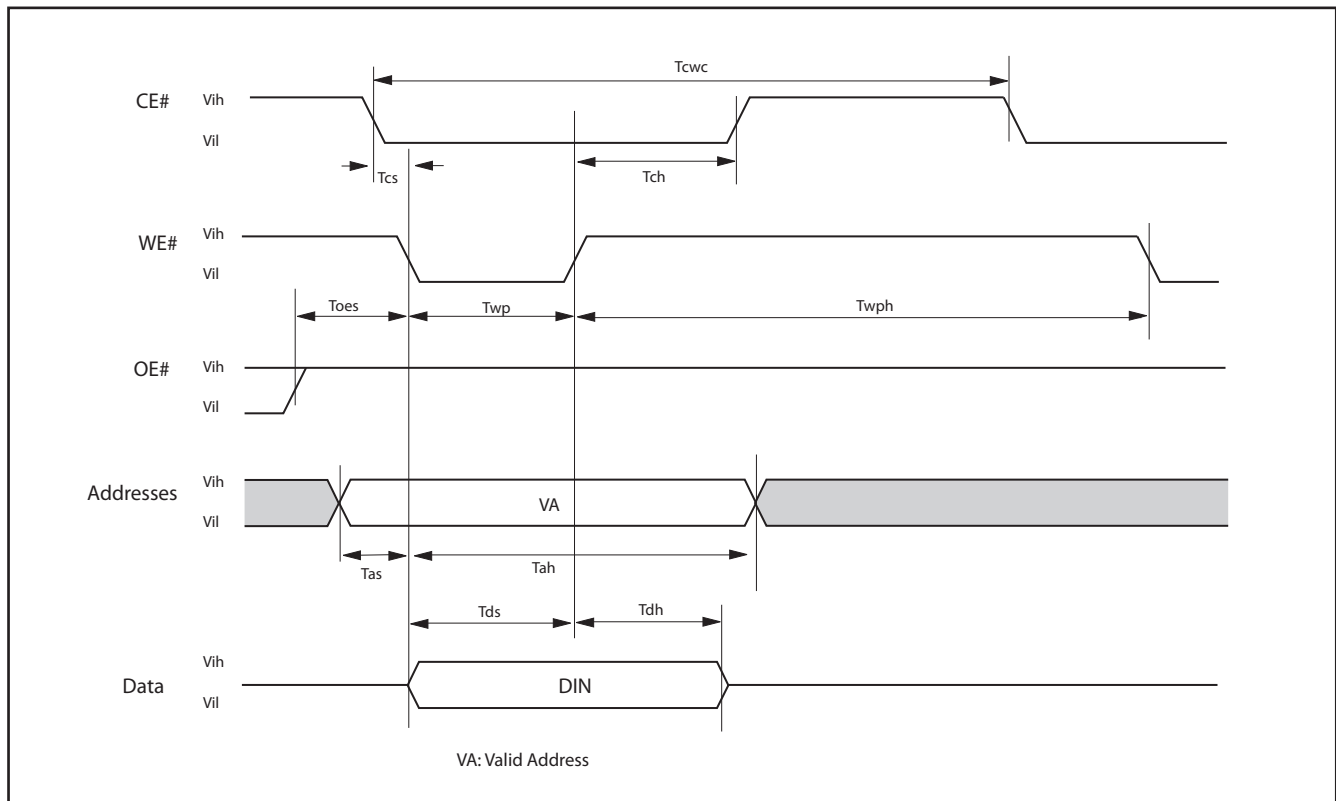 Tcwc
CE#
Vih
Vil
Tcs
Tch
WE#
Vih
Vil
Toes
Twp
Twph
OE#
Vih
Vil
Addresses
Vih
Vil
VA
Tas
Tah
Tds
Tdh
Data
Vih
Vil
DIN
VA: Valid Address